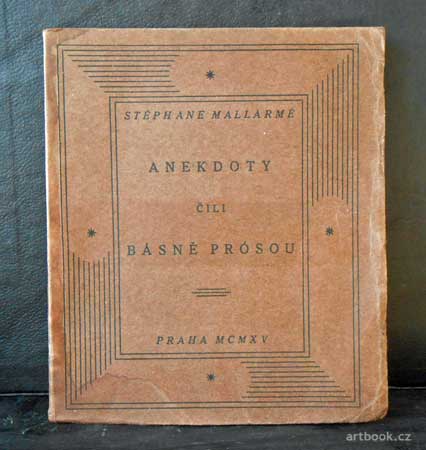 STÉPHANE MALLARMÉ
ANEKDOTY
ČILI
BÁSNĚ PRÓSOU
PRAHA MCMXV
artbook.cz